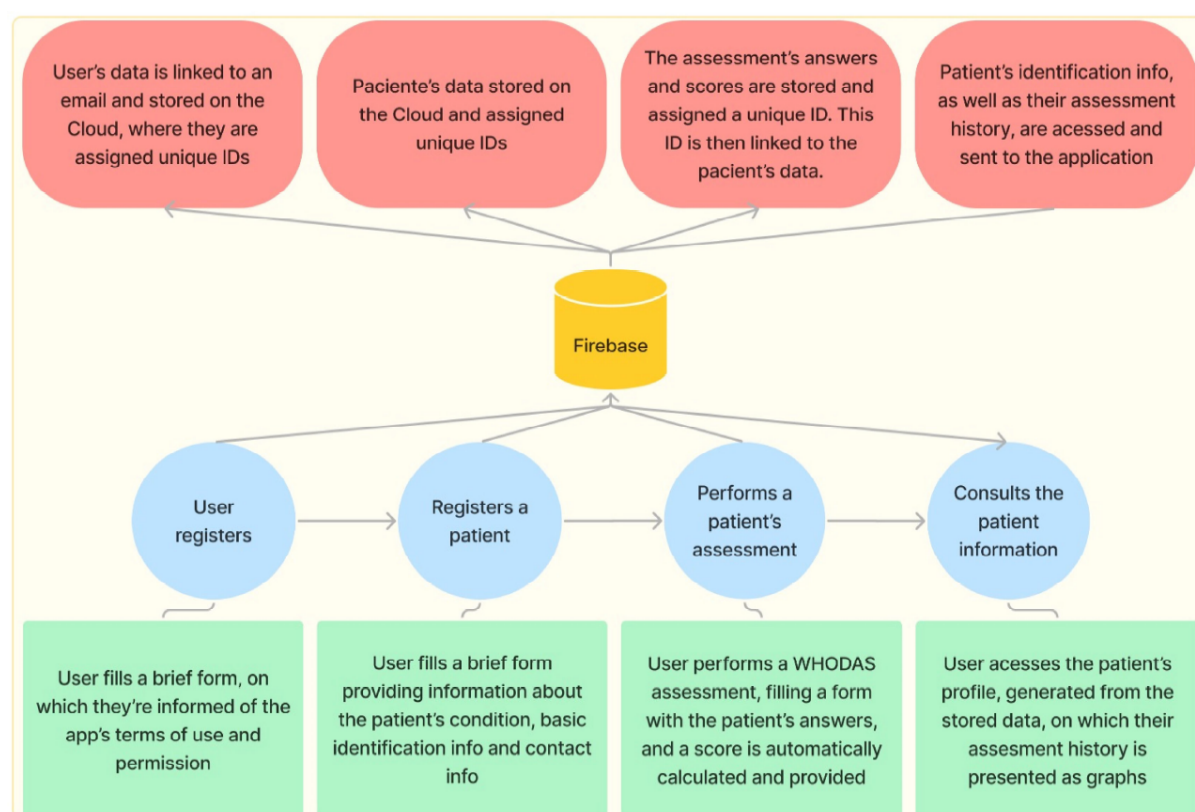 User's data is linked to an
email and stored on the
Cloud, where they are
assigned unique IDs
Paciente's data stored on
the Cloud and assigned
unique IDs
The assessment's answers
and scores are stored and
assigned a unique ID. This
ID is then linked to the
pacient's data.
Patient's identification info,
as well as their assessment
history, are acessed and
sent to the application
Firebase
User
registers
Registers a
patient
Performs a
patient's
assessment
Consults the
patient
information
User fills a brief form, on
which they're informed of the
app's terms of use and
permission
User fills a brief form
providing information about
the patient's condition, basic
identification info and contact
info
User performs a WHODAS
assessment, filling a form
with the patient's answers,
and a score is automatically
calculated and provided
User acesses the patient's
profile, generated from the
stored data, on which their
assesment history is
presented as graphs